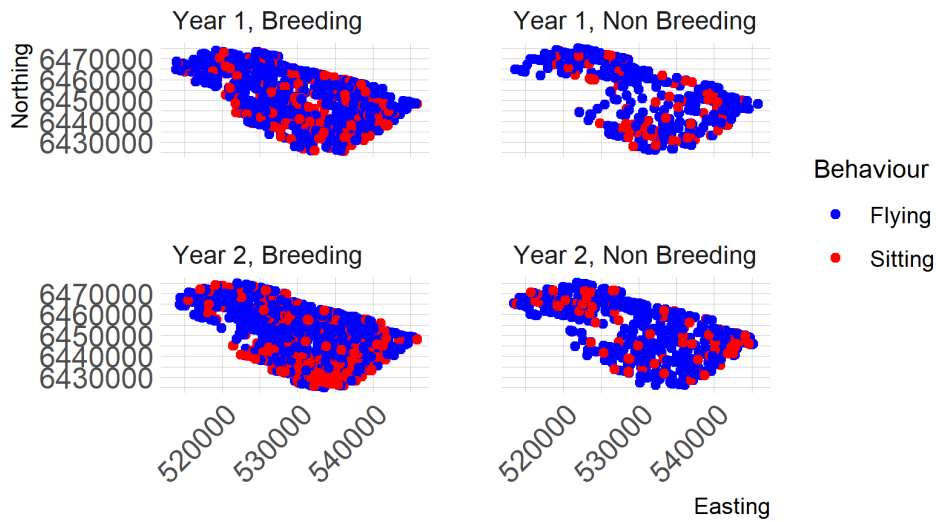 Year 1, Breeding
Year 1, Non Breeding
Northing
6470000
6460000
6450000
6440000
6430000
Behaviour
Flying
Sitting
Year 2, Breeding
Year 2, Non Breeding
6470000
6460000
6450000
6440000
6430000
520000
530000
540000
520000
530000
540000
Easting